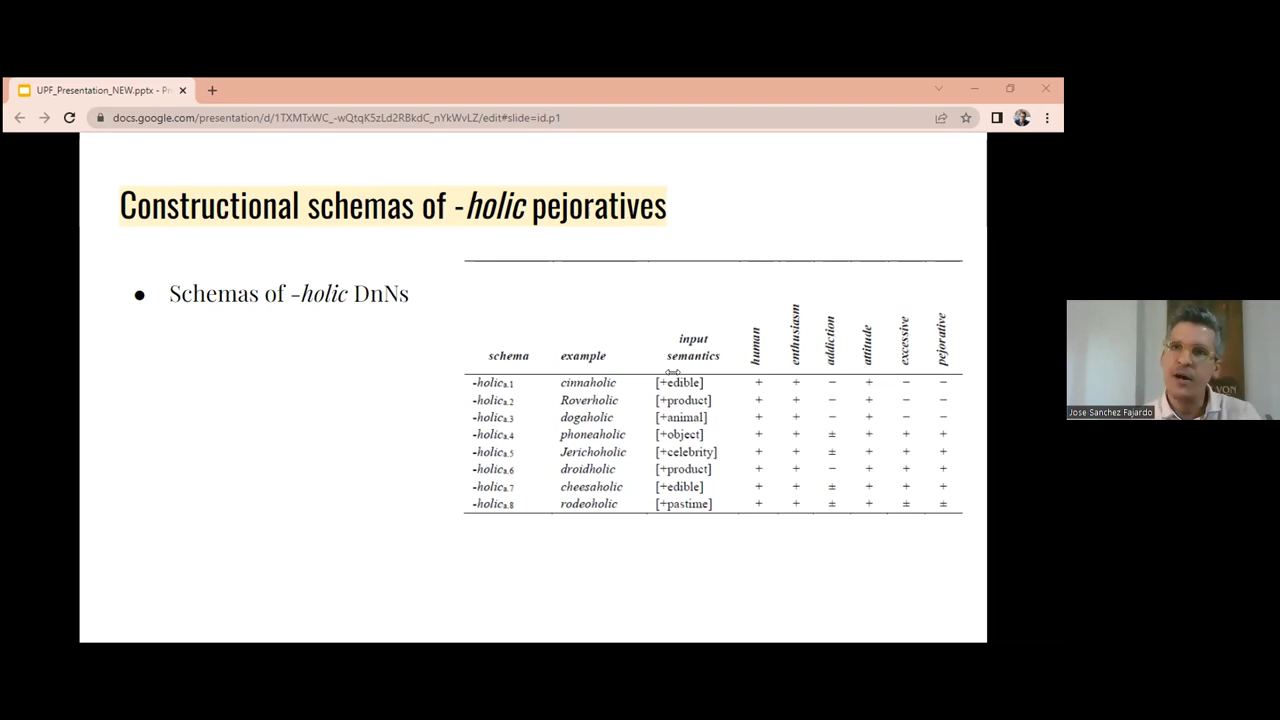 UPF_Presentation_NEW.pptx - Pr
docs.google.com/presentation/d/1TXMTxWC_-wQtqK5zLd2RBkdC_nYkWvLZ/edit#slide=id.p1
Constructional schemas of -holic pejoratives
● Schemas of -holic DnNs
schema example input semantics human enthusiasm addiction attitude excessive pejorative
-holica.1 cinnaholic [+edible] + + − + − −
-holica.2 Roverholic [+product] + + − + − −
-holica.3 dogaholic [+animal] + + − + − −
-holica.4 phoneaholic [+object] + + ± + + +
-holica.5 Jerichoholic [+celebrity] + + ± + + +
-holica.6 droidholic [+product] + + − + + +
-holica.7 cheesaholic [+edible] + + ± + + +
-holica.8 rodeoholic [+pastime] + + ± + ± ±
VON
Jose Sanchez Fajardo